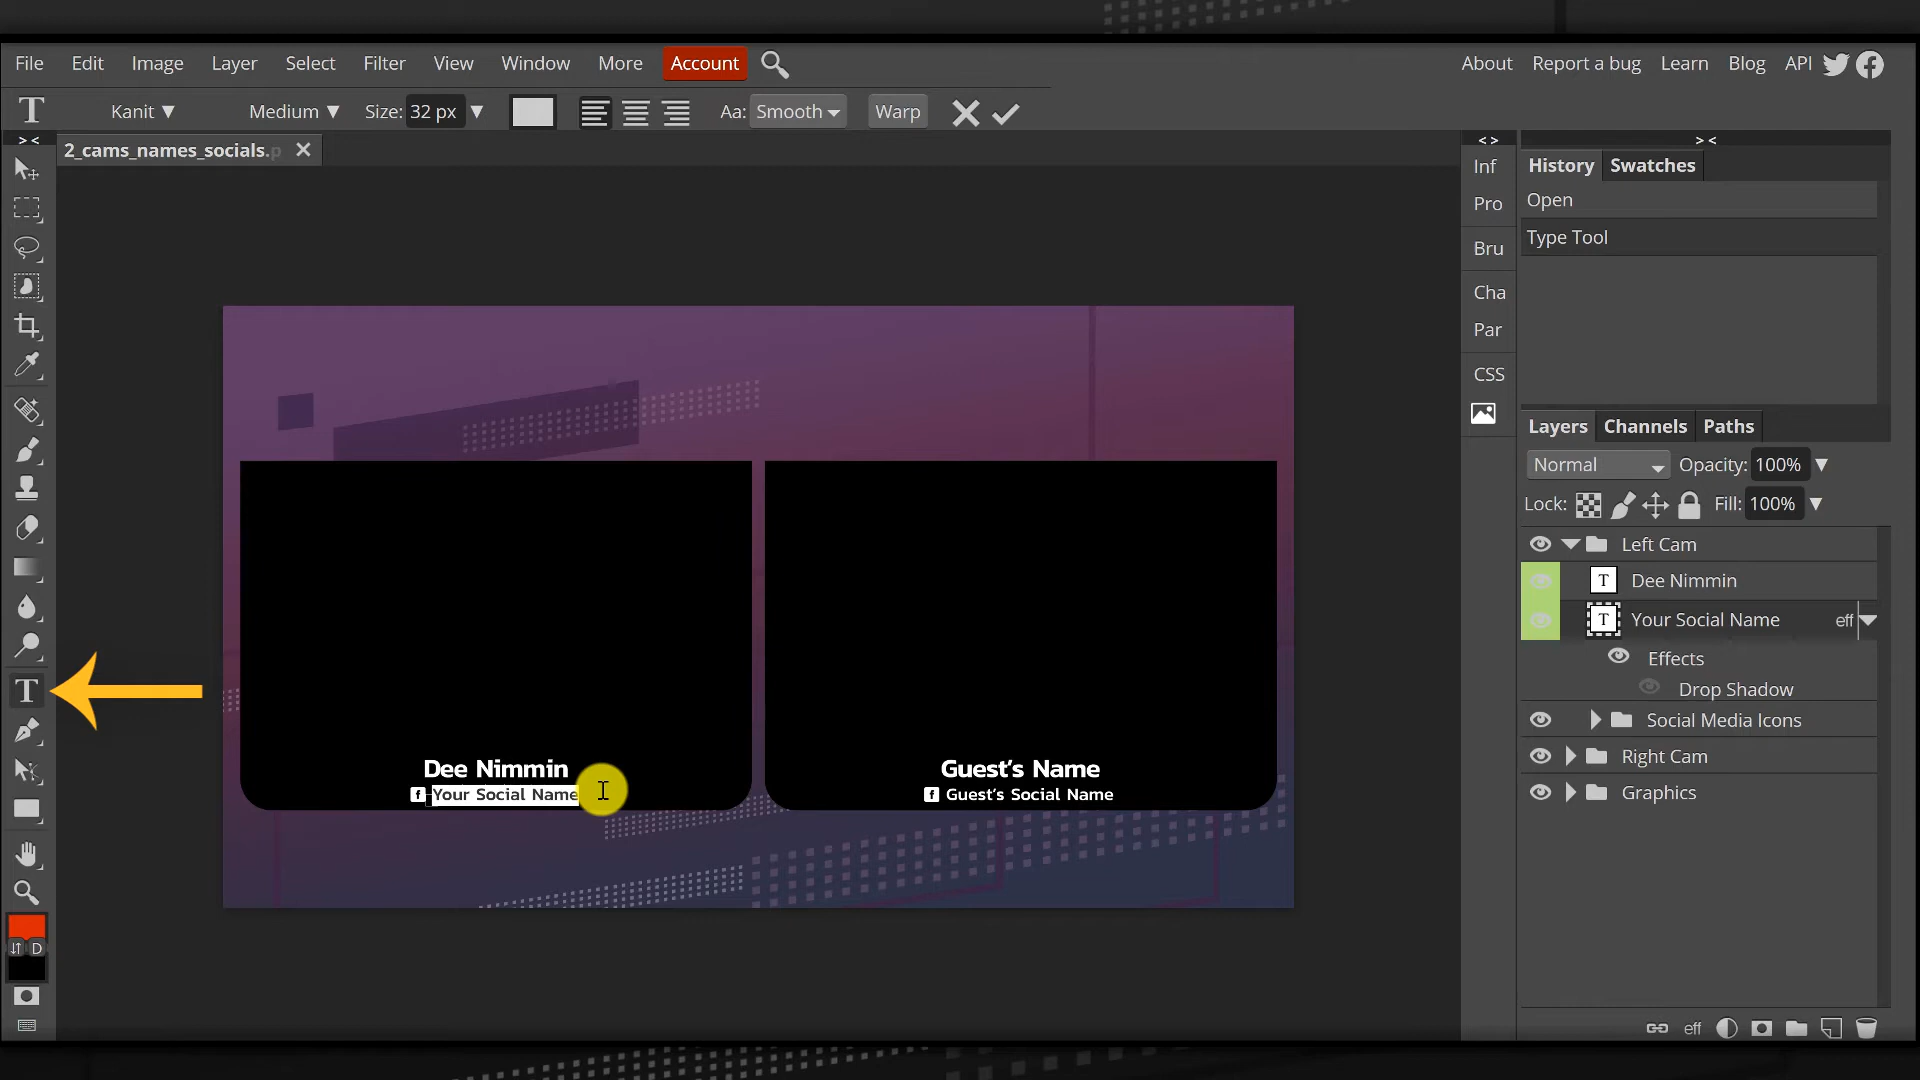 File Edit Image Layer Select Filter View Window More Account About Report a bug Learn Blog API
T Kanit Medium Size: 32 px Aa: Smooth Warp
> < 2_cams_names_socials.p < > > <
Inf
Pro
Bru
Cha
Par
CSS
History Swatches
Open
Type Tool
Layers Channels Paths
Normal Opacity: 100%
Lock: Fill: 100%
Left Cam
T Dee Nimmin
T Your Social Name eff
Effects
Drop Shadow
Social Media Icons
Right Cam
Graphics
eff
T
D
Dee Nimmin
f Your Social Name
Guest's Name
f Guest's Social Name